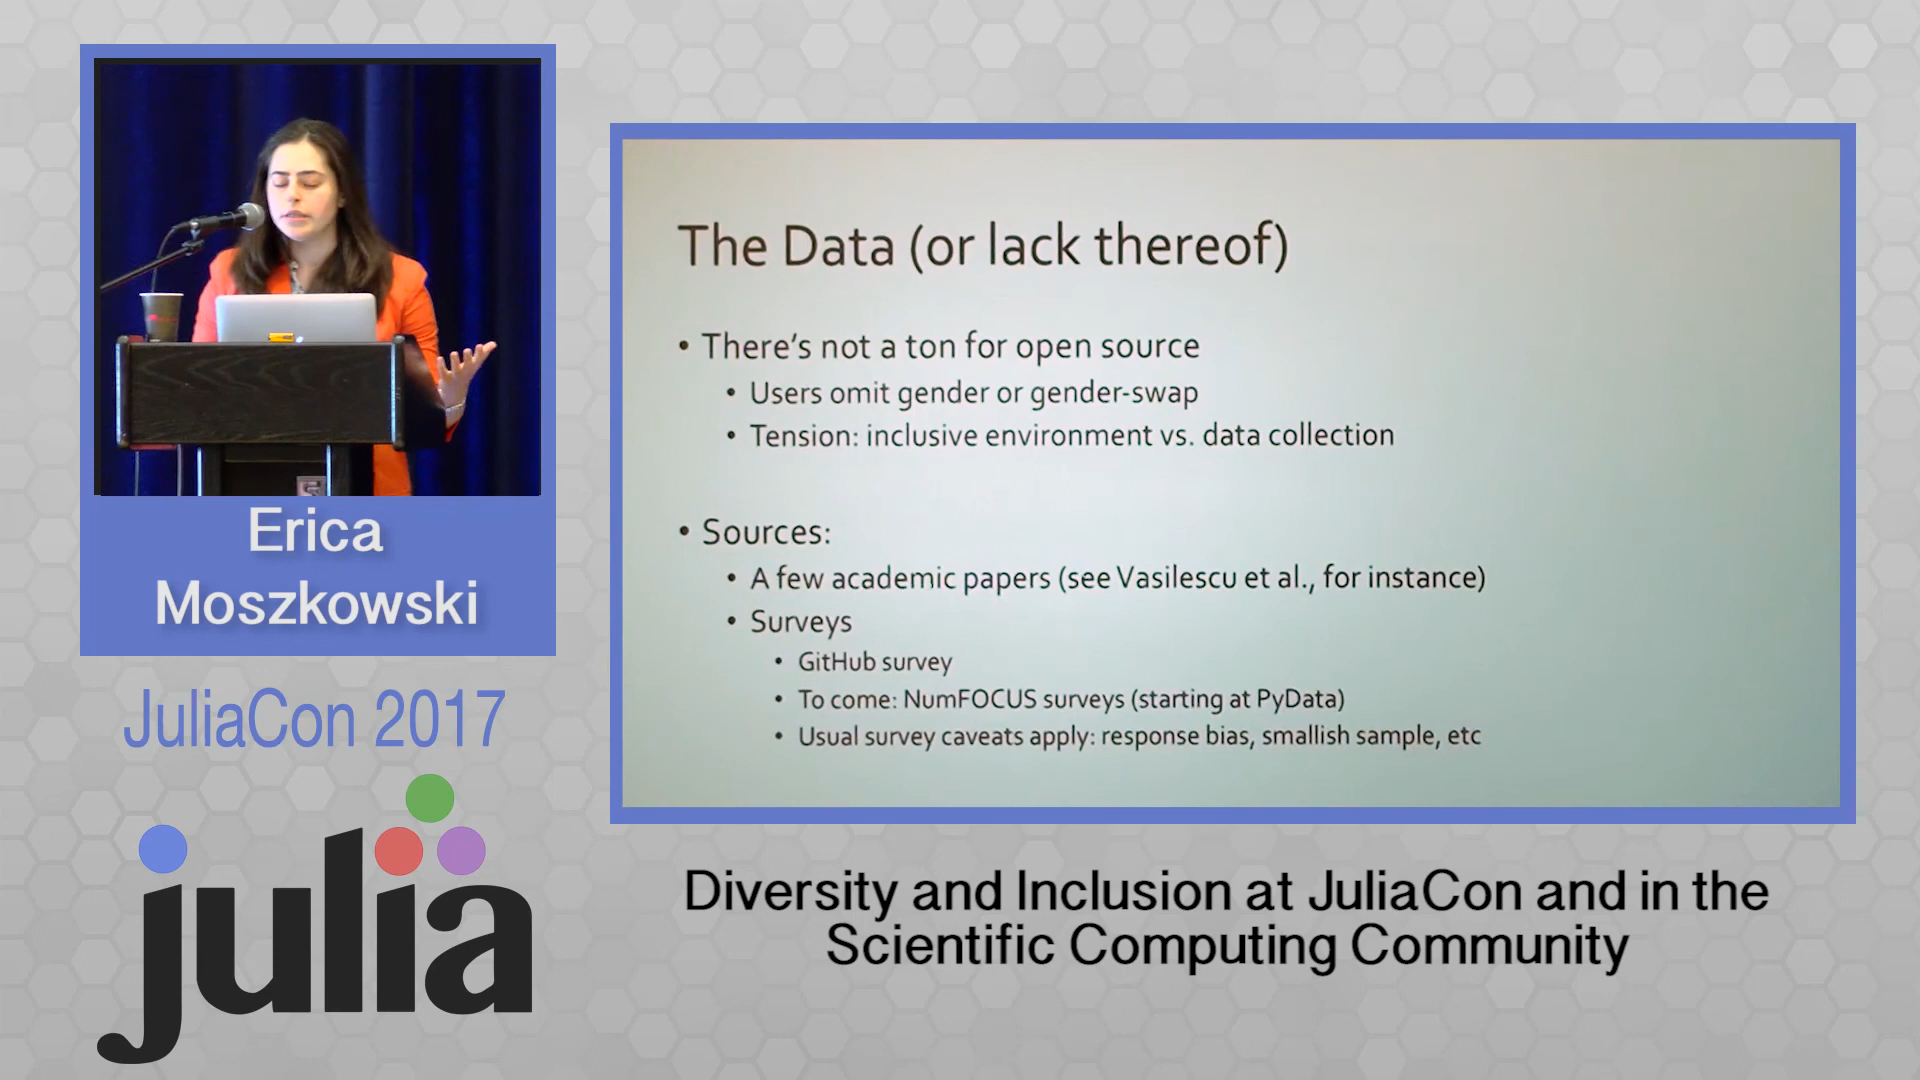 Erica
Moszkowski
JuliaCon 2017
julia
The Data (or lack thereof)
• There's not a ton for open source
• Users omit gender or gender-swap
• Tension: inclusive environment vs. data collection
• Sources:
• A few academic papers (see Vasilescu et al., for instance)
• Surveys
• GitHub survey
• To come: NumFOCUS surveys (starting at PyData)
• Usual survey caveats apply: response bias, smallish sample, etc
Diversity and Inclusion at JuliaCon and in the
Scientific Computing Community